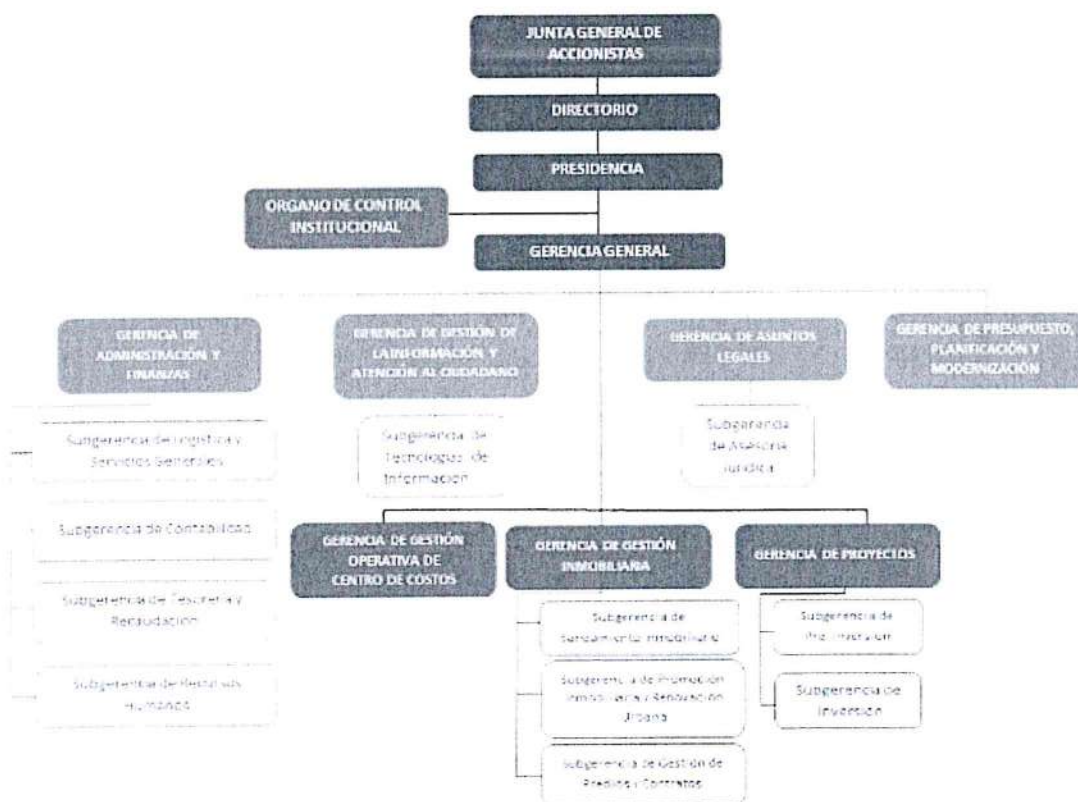 JUNTA GENERAL DE
ACCIONISTAS
DIRECTORIO
PRESIDENCIA
ORGANO DE CONTROL
INSTITUCIONAL
GERENCIA GENERAL
GERENCIA DE
ADMINISTRACIÓN Y
FINANZAS
GERENCIA DE GESTIÓN DE
LA INFORMACIÓN Y
ATENCIÓN AL CIUDADANO
GERENCIA DE ASUNTOS
LEGALES
GERENCIA DE PRESUPUESTO,
PLANIFICACIÓN Y
MODERNIZACIÓN
Subgerencia de Logística y
Servicios Generales
Subgerencia de Contabilidad
Subgerencia de Tesorería y
Recaudación
Subgerencia de Recursos
Humanos
Subgerencia de
Tecnologías de
Información
Subgerencia
de Asesoría
Jurídica
GERENCIA DE GESTIÓN
OPERATIVA DE
CENTRO DE COSTOS
GERENCIA DE GESTIÓN
INMOBILIARIA
GERENCIA DE PROYECTOS
Subgerencia de
Saneamiento Inmobiliario
Subgerencia de Promoción
Inmobiliaria y Renovación
Urbana
Subgerencia de Gestión de
Predios y Contratos
Subgerencia de
Pre Inversión
Subgerencia de
Inversión